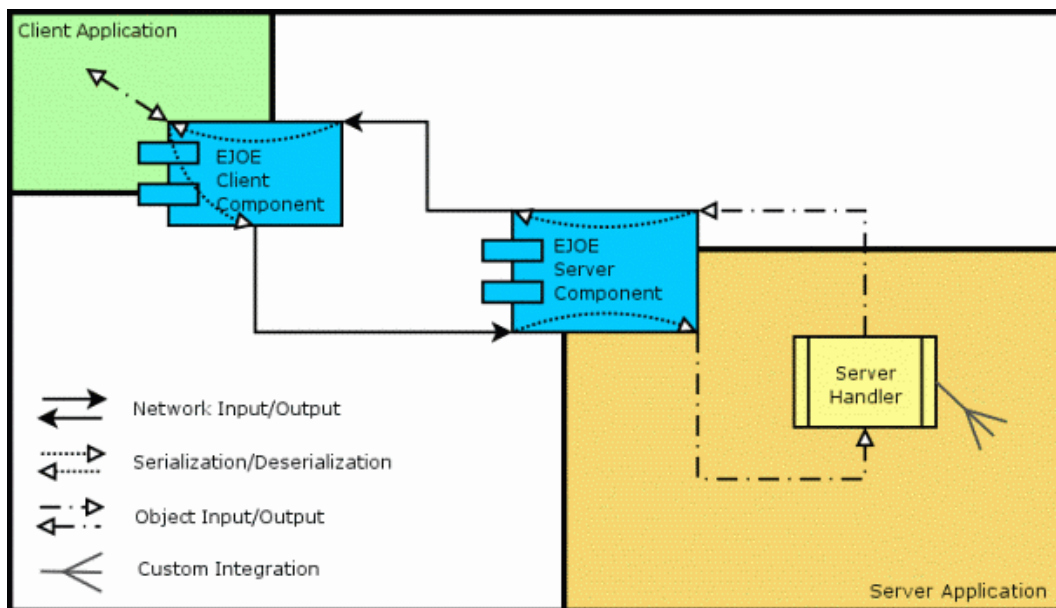 Client Application
EJOE
Client
Component
EJOE
Server
Component
Server
Handler
Network Input/Output
Serialization/Deserialization
Object Input/Output
Custom Integration
Server Application